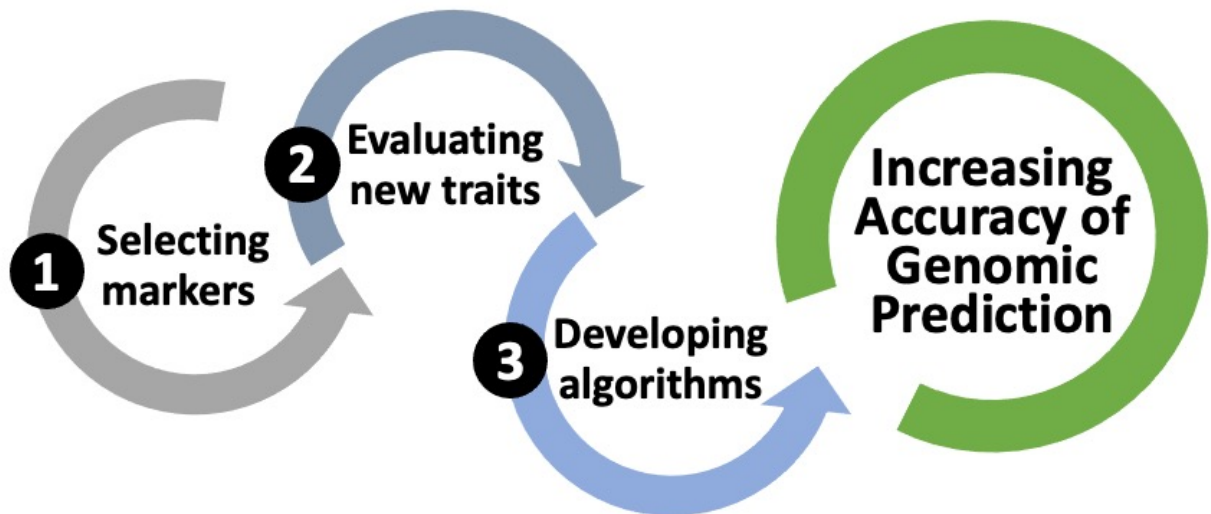 1
Selecting
markers
2
Evaluating
new traits
3
Developing
algorithms
Increasing
Accuracy of
Genomic
Prediction